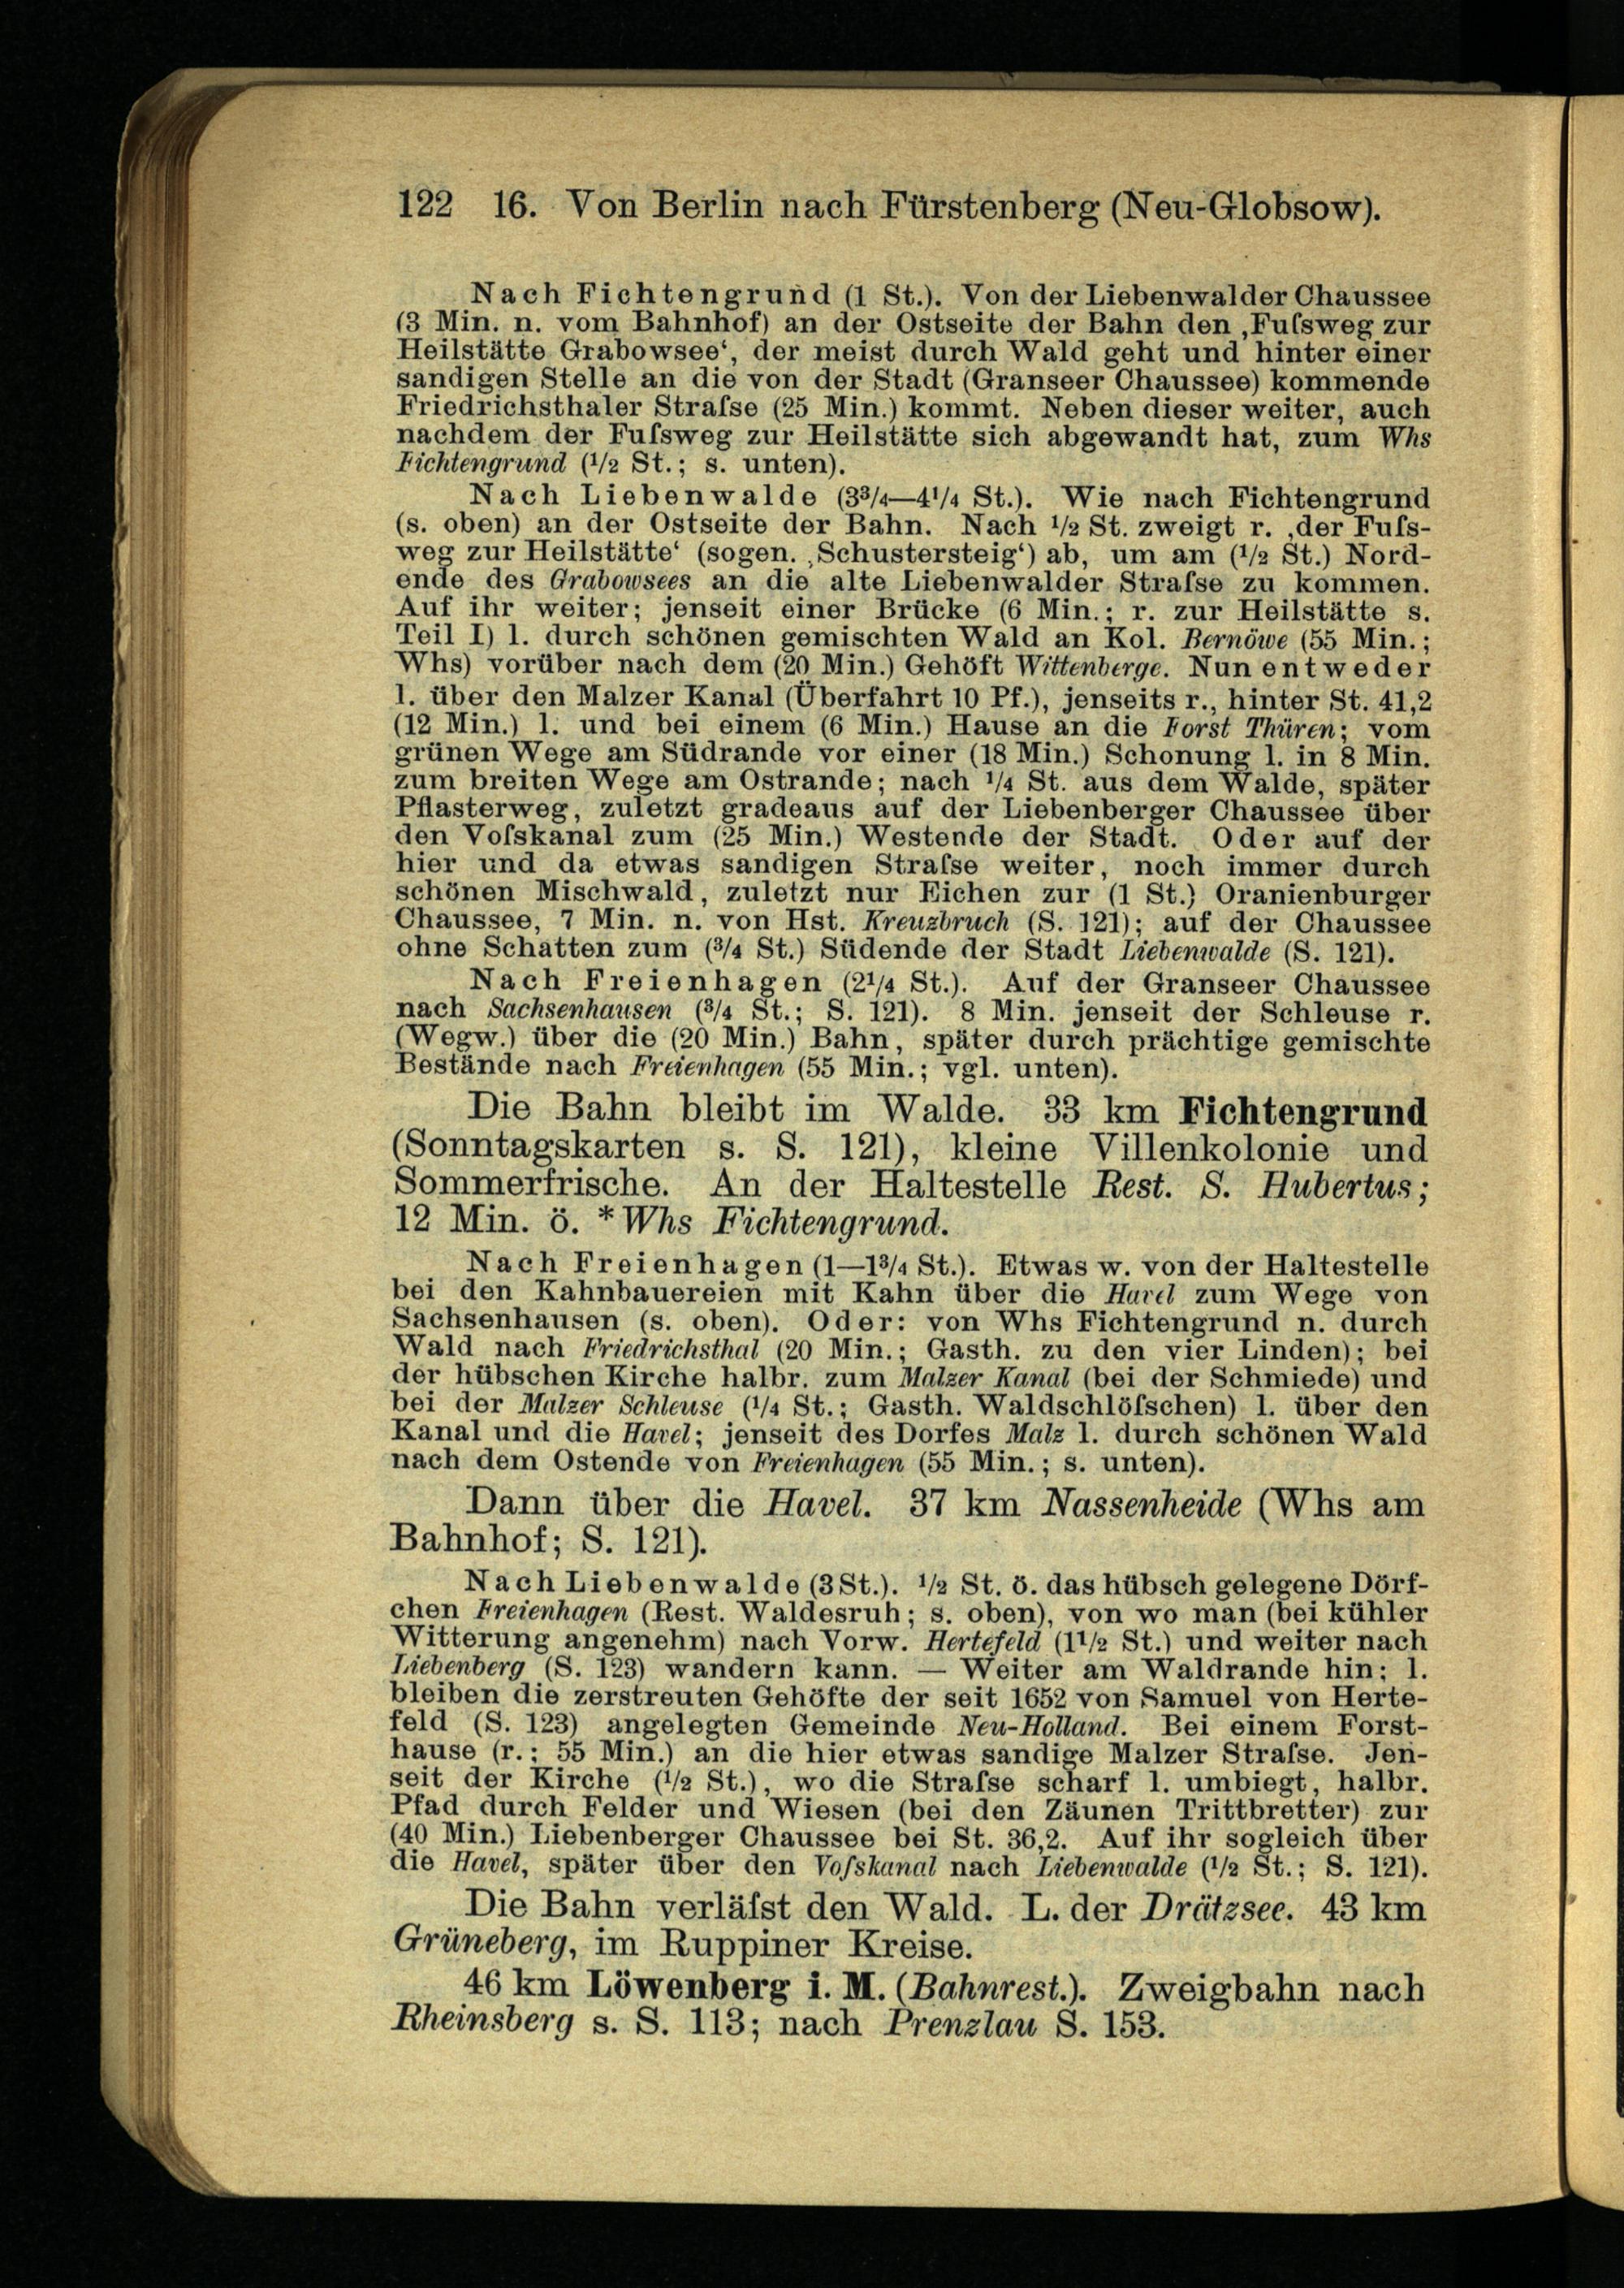 122 16. Von Berlin nach Fürstenberg (Neu-Globsow).
Nach Fichtengrund (1 St.). Von der Liebenwalder Chaussee
(3 Min. n. vom Bahnhof) an der Ostseite der Bahn den ‚Fuſsweg zur
Heilstätte Grabowsee‘, der meist durch Wald geht und hinter einer
sandigen Stelle an die von der Stadt (Granseer Chaussee) kommende
Friedrichsthaler Straſse (25 Min.) kommt. Neben dieser weiter, auch
nachdem der Fuſsweg zur Heilstätte sich abgewandt hat, zum Whs
Fichtengrund (1/2 St.; s. unten).
Nach Liebenwalde (33/4—41/4 St.). Wie nach Fichtengrund
(s. oben) an der Ostseite der Bahn. Nach 1/2 St. zweigt r. ‚der Fuſs-
weg zur Heilstätte‘ (sogen. ‚Schustersteig‘) ab, um am (1/2 St.) Nord-
ende des Grabowsees an die alte Liebenwalder Straſse zu kommen.
Auf ihr weiter; jenseit einer Brücke (6 Min.; r. zur Heilstätte s.
Teil I) l. durch schönen gemischten Wald an Kol. Bernöwe (55 Min.;
Whs) vorüber nach dem (20 Min.) Gehöft Wittenberge. Nun entweder
l. über den Malzer Kanal (Überfahrt 10 Pf.), jenseits r., hinter St. 41,2
(12 Min.) l. und bei einem (6 Min.) Hause an die Forst Thüren; vom
grünen Wege am Südrande vor einer (18 Min.) Schonung l. in 8 Min.
zum breiten Wege am Ostrande; nach 1/4 St. aus dem Walde, später
Pflasterweg, zuletzt gradeaus auf der Liebenberger Chaussee über
den Voſskanal zum (25 Min.) Westende der Stadt. Oder auf der
hier und da etwas sandigen Straſse weiter, noch immer durch
schönen Mischwald, zuletzt nur Eichen zur (1 St.) Oranienburger
Chaussee, 7 Min. n. von Hst. Kreuzbruch (S. 121); auf der Chaussee
ohne Schatten zum (3/4 St.) Südende der Stadt Liebenwalde (S. 121).
Nach Freienhagen (21/4 St.). Auf der Granseer Chaussee
nach Sachsenhausen (3/4 St.; S. 121). 8 Min. jenseit der Schleuse r.
(Wegw.) über die (20 Min.) Bahn, später durch prächtige gemischte
Bestände nach Freienhagen (55 Min.; vgl. unten).
Die Bahn bleibt im Walde. 33 km Fichtengrund
(Sonntagskarten s. S. 121), kleine Villenkolonie und
Sommerfrische. An der Haltestelle Rest. S. Hubertus;
12 Min. ö. *Whs Fichtengrund.
Nach Freienhagen (1—13/4 St.). Etwas w. von der Haltestelle
bei den Kahnbauereien mit Kahn über die Havel zum Wege von
Sachsenhausen (s. oben). Oder: von Whs Fichtengrund n. durch
Wald nach Friedrichsthal (20 Min.; Gasth. zu den vier Linden); bei
der hübschen Kirche halbr. zum Malzer Kanal (bei der Schmiede) und
bei der Malzer Schleuse (1/4 St.; Gasth. Waldschlöſschen) l. über den
Kanal und die Havel; jenseit des Dorfes Malz l. durch schönen Wald
nach dem Ostende von Freienhagen (55 Min.; s. unten).
Dann über die Havel. 37 km Nassenheide (Whs am
Bahnhof; S. 121).
Nach Liebenwalde (3 St.). 1/2 St. ö. das hübsch gelegene Dörf-
chen Freienhagen (Rest. Waldesruh; s. oben), von wo man (bei kühler
Witterung angenehm) nach Vorw. Hertefeld (11/2 St.) und weiter nach
Liebenberg (S. 123) wandern kann. — Weiter am Waldrande hin; l.
bleiben die zerstreuten Gehöfte der seit 1652 von Samuel von Herte-
feld (S. 123) angelegten Gemeinde Neu-Holland. Bei einem Forst-
hause (r.; 55 Min.) an die hier etwas sandige Malzer Straſse. Jen-
seit der Kirche (1/2 St.), wo die Straſse scharf l. umbiegt, halbr.
Pfad durch Felder und Wiesen (bei den Zäunen Trittbretter) zur
(40 Min.) Liebenberger Chaussee bei St. 36,2. Auf ihr sogleich über
die Havel, später über den Voſskanal nach Liebenwalde (1/2 St.; S. 121).
Die Bahn verläſst den Wald. L. der Drätzsee. 43 km
Grüneberg, im Ruppiner Kreise.
46 km Löwenberg i. M. (Bahnrest.). Zweigbahn nach
Rheinsberg s. S. 113; nach Prenzlau S. 153.